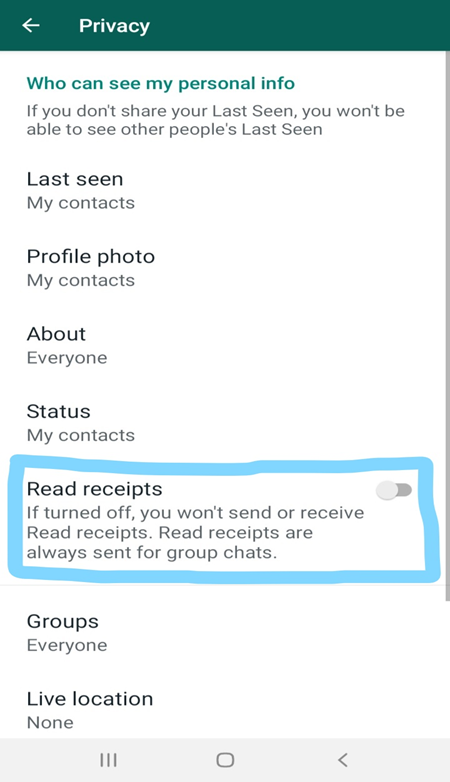 Privacy
Who can see my personal info
If you don't share your Last Seen, you won't be
able to see other people's Last Seen
Last seen
My contacts
Profile photo
My contacts
About
Everyone
Status
My contacts
Read receipts
If turned off, you won't send or receive
Read receipts. Read receipts are
always sent for group chats.
Groups
Everyone
Live location
None